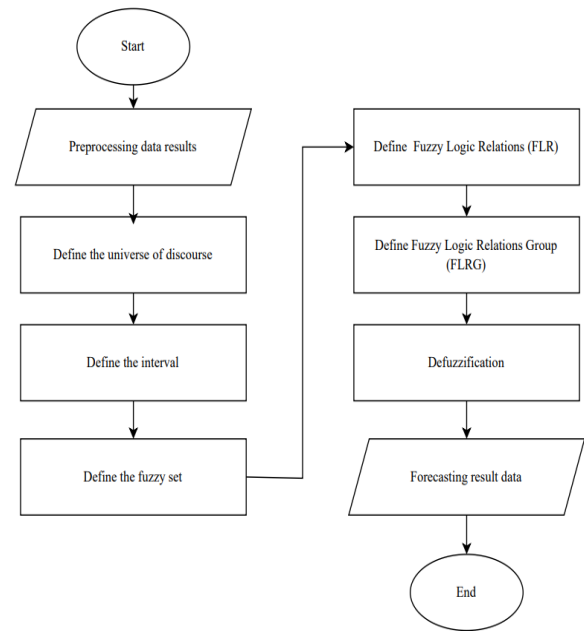 Start
Preprocessing data results
Define the universe of discourse
Define the interval
Define the fuzzy set
Define Fuzzy Logic Relations (FLR)
Define Fuzzy Logic Relations Group
(FLRG)
Defuzzification
Forecasting result data
End